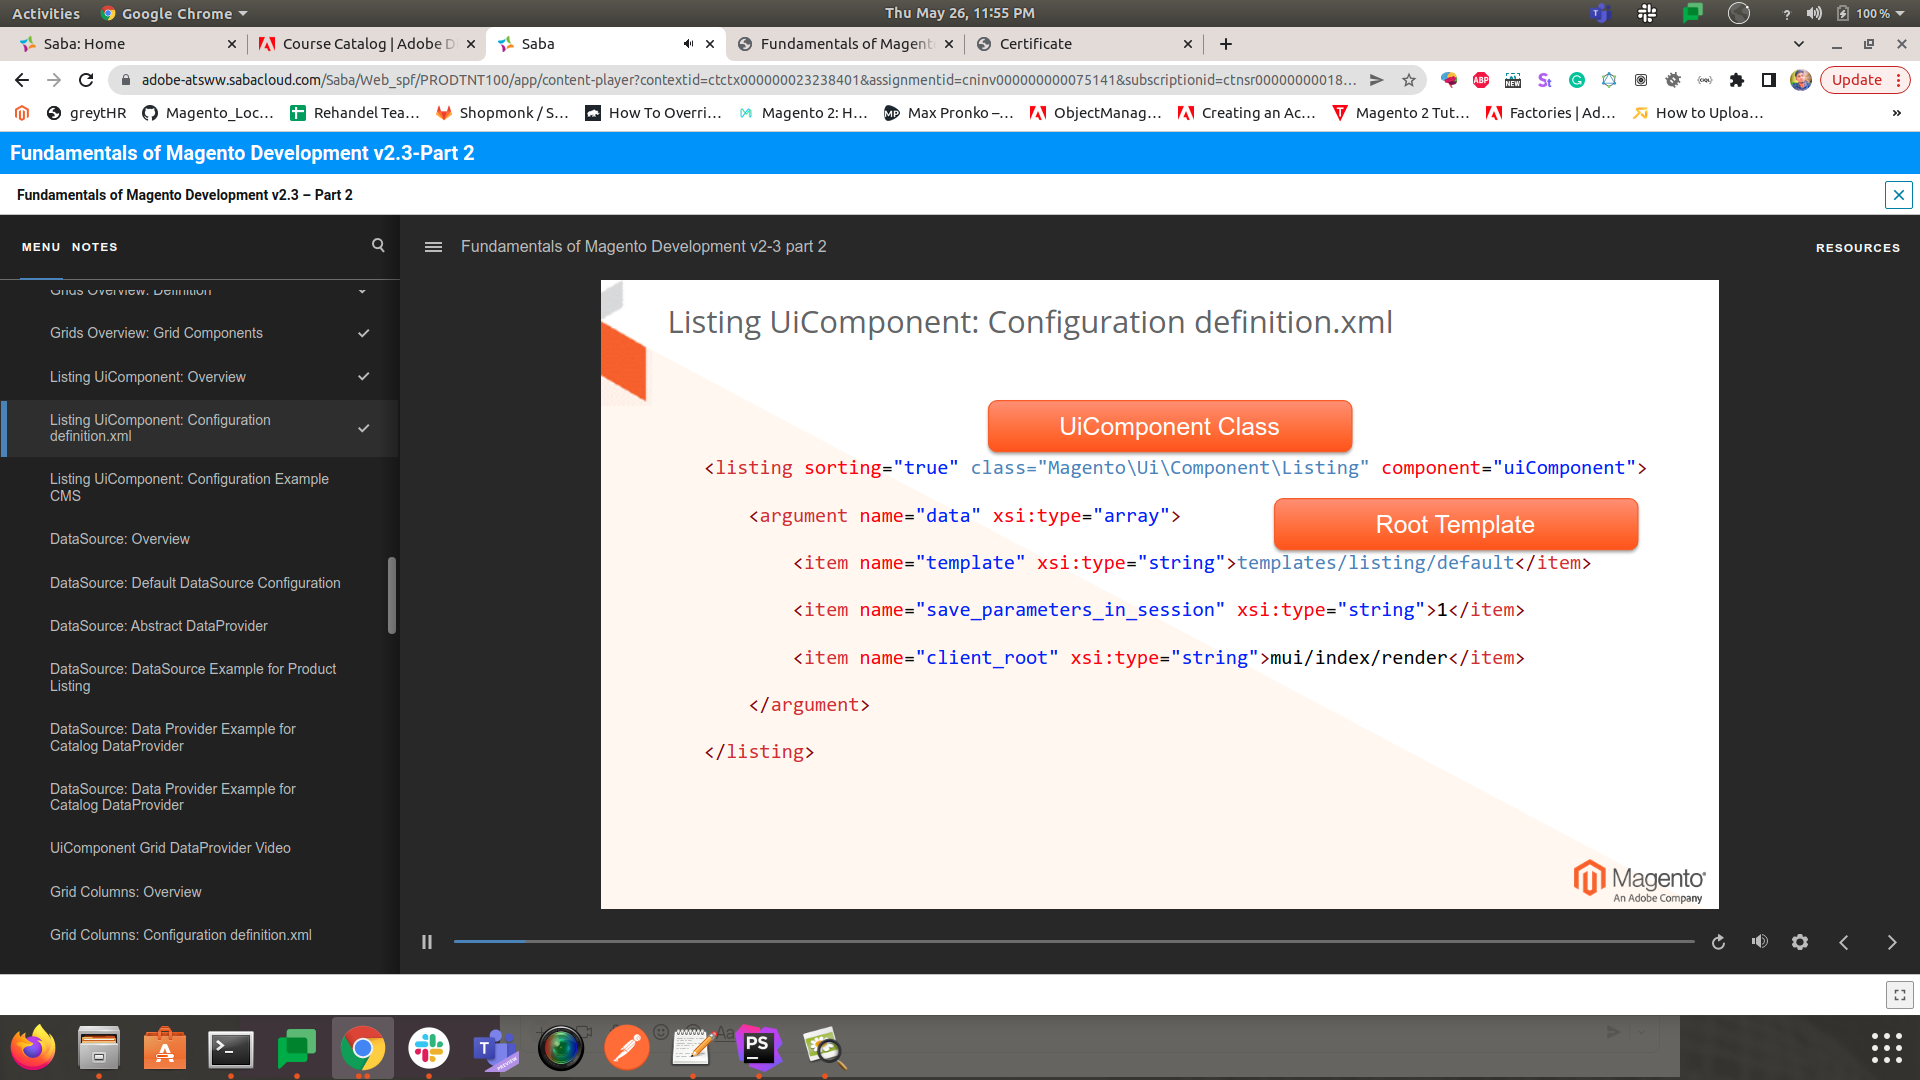 Activities Google Chrome Thu May 26, 11:55 PM 100 %
Saba: Home Course Catalog | Adobe D Saba Fundamentals of Magent Certificate
adobe-atsww.sabacloud.com/Saba/Web_spf/PRODTNT100/app/content-player?contextid=ctctx000000023238401&assignmentid=cninv000000000075141&subscriptionid=ctnsr00000000018... ABP NEW St Update
greytHR Magento_Loc... Rehandel Tea... Shopmonk / S... How To Overri... Magento 2: H... Max Pronko –... ObjectManag... Creating an Ac... Magento 2 Tut... Factories | Ad... How to Uploa... »
Fundamentals of Magento Development v2.3-Part 2
Fundamentals of Magento Development v2.3 – Part 2
MENU NOTES
Fundamentals of Magento Development v2-3 part 2
RESOURCES
Grids Overview: Definition
Grids Overview: Grid Components
Listing UiComponent: Overview
Listing UiComponent: Configuration
definition.xml
Listing UiComponent: Configuration Example
CMS
DataSource: Overview
DataSource: Default DataSource Configuration
DataSource: Abstract DataProvider
DataSource: DataSource Example for Product
Listing
DataSource: Data Provider Example for
Catalog DataProvider
DataSource: Data Provider Example for
Catalog DataProvider
UiComponent Grid DataProvider Video
Grid Columns: Overview
Grid Columns: Configuration definition.xml
Listing UiComponent: Configuration definition.xml
UiComponent Class
<listing sorting="true" class="Magento\Ui\Component\Listing" component="uiComponent">
<argument name="data" xsi:type="array">
Root Template
<item name="template" xsi:type="string">templates/listing/default</item>
<item name="save_parameters_in_session" xsi:type="string">1</item>
<item name="client_root" xsi:type="string">mui/index/render</item>
</argument>
</listing>
Magento
An Adobe Company
PS